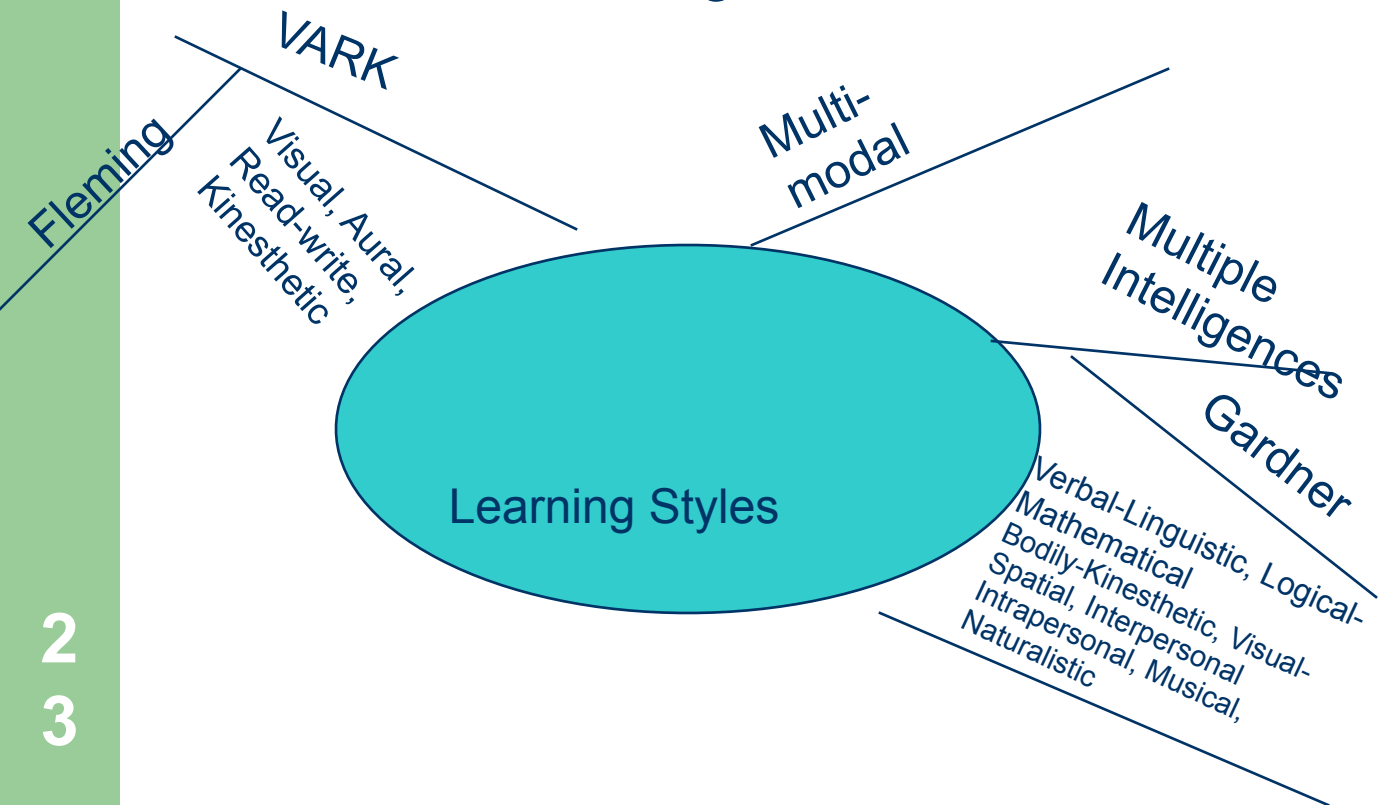 VARK
Fleming
Visual, Aural,
Read-write,
Kinesthetic
Multi-
modal
Multiple
Intelligences
Gardner
Learning Styles
Verbal-Linguistic, Logical-
Mathematical
Bodily-Kinesthetic, Visual-
Spatial, Interpersonal
Intrapersonal, Musical,
Naturalistic
2
3